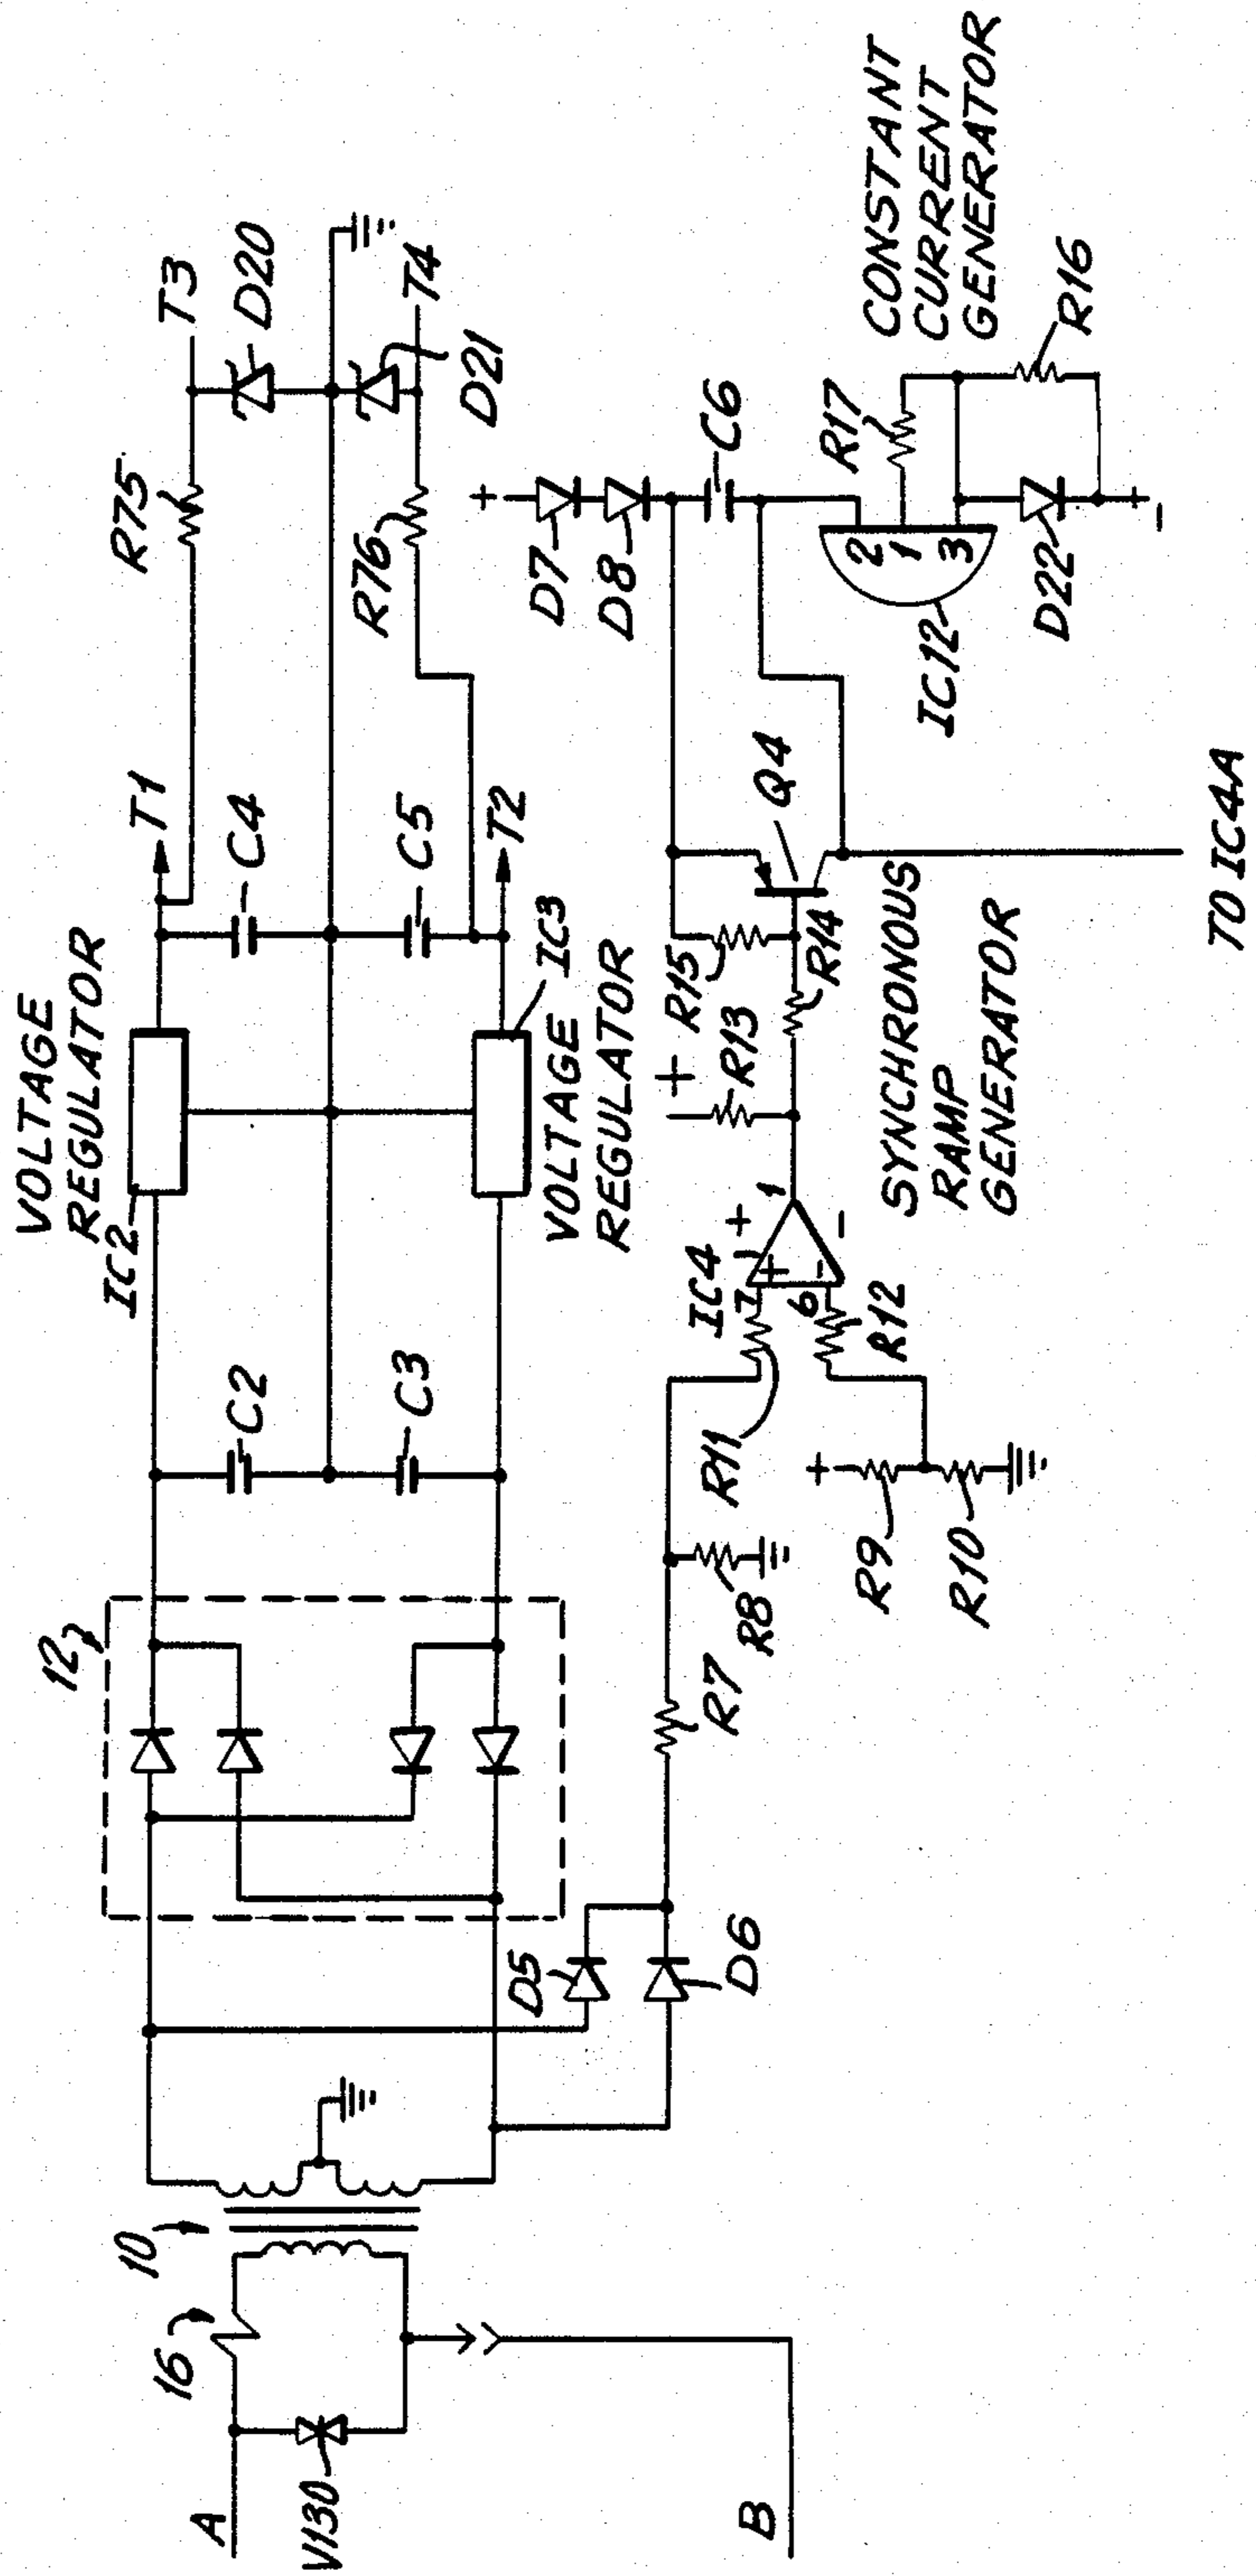 VOLTAGE
REGULATOR
IC2
VOLTAGE
REGULATOR
IC3
T1
T2
T3
T4
R75
R76
D20
D21
C4
C5
C2
C3
12
10
16
A
B
V130
D5
D6
R7
R8
R9
R10
R11
R12
IC4
7
6
1
+
-
+
-
+
+
R13
R14
R15
Q4
SYNCHRONOUS
RAMP
GENERATOR
+
D7
D8
C6
R17
2
1
3
IC12
D22
R16
+
-
CONSTANT
CURRENT
GENERATOR
TO IC4A